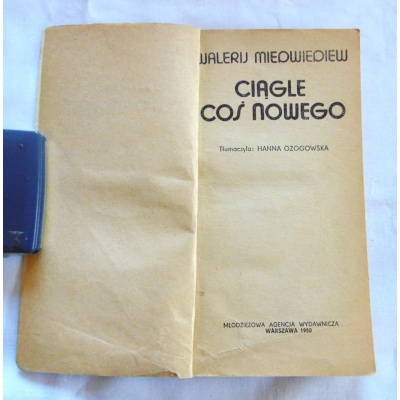 WALERIJ MIEDWIEDIEW
CIĄGLE
COŚ NOWEGO
Tłumaczyła: HANNA OŻOGOWSKA
MŁODZIEŻOWA AGENCJA WYDAWNICZA
WARSZAWA 1980